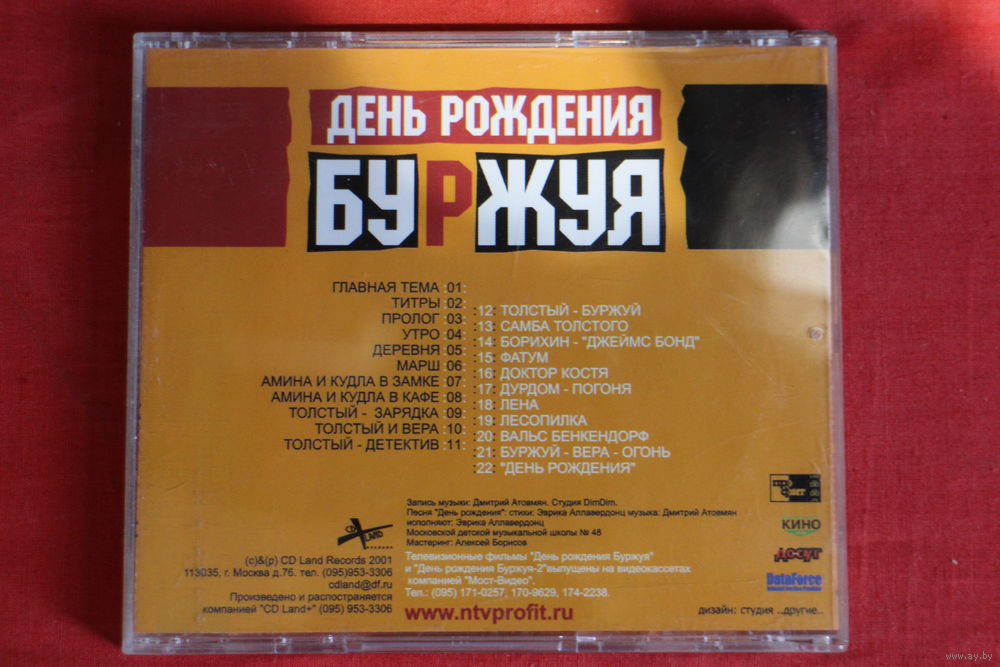 ДЕНЬ РОЖДЕНИЯ
БУРЖУЯ
ГЛАВНАЯ ТЕМА :01:
ТИТРЫ :02:
ПРОЛОГ :03:
УТРО :04:
ДЕРЕВНЯ :05:
МАРШ :06:
АМИНА И КУДЛА В ЗАМКЕ :07:
АМИНА И КУДЛА В КАФЕ :08:
ТОЛСТЫЙ - ЗАРЯДКА :09:
ТОЛСТЫЙ И ВЕРА :10:
ТОЛСТЫЙ - ДЕТЕКТИВ :11:
:12: ТОЛСТЫЙ - БУРЖУЙ
:13: САМБА ТОЛСТОГО
:14: БОРИХИН - "ДЖЕЙМС БОНД"
:15: ФАТУМ
:16: ДОКТОР КОСТЯ
:17: ДУРДОМ - ПОГОНЯ
:18: ЛЕНА
:19: ЛЕСОПИЛКА
:20: ВАЛЬС БЕНКЕНДОРФ
:21: БУРЖУЙ - ВЕРА - ОГОНЬ
:22: "ДЕНЬ РОЖДЕНИЯ"
Запись музыки: Дмитрий Атовмян. Студия DimDim.
Песня "День рождения": стихи: Эврика Аллавердонц музыка: Дмитрий Атовмян
исполняют: Эврика Аллавердонц
Московской детской музыкальной школы № 48
Мастеринг: Алексей Борисов
Телевизионные фильмы "День рождения Буржуя"
и "День рождения Буржуя-2"выпущены на видеокассетах
компанией "Мост-Видео".
Тел.: (095) 171-0257, 170-9629, 174-2238.
www.ntvprofit.ru
CD LAND
(c)&(p) CD Land Records 2001
113035, г. Москва д.76. тел. (095)953-3306
cdland@df.ru
Произведено и распостраняется
компанией "CD Land+" (095) 953-3306
КИНО
досуг
DataForce
дизайн: студия ..другие..
www.ay.by